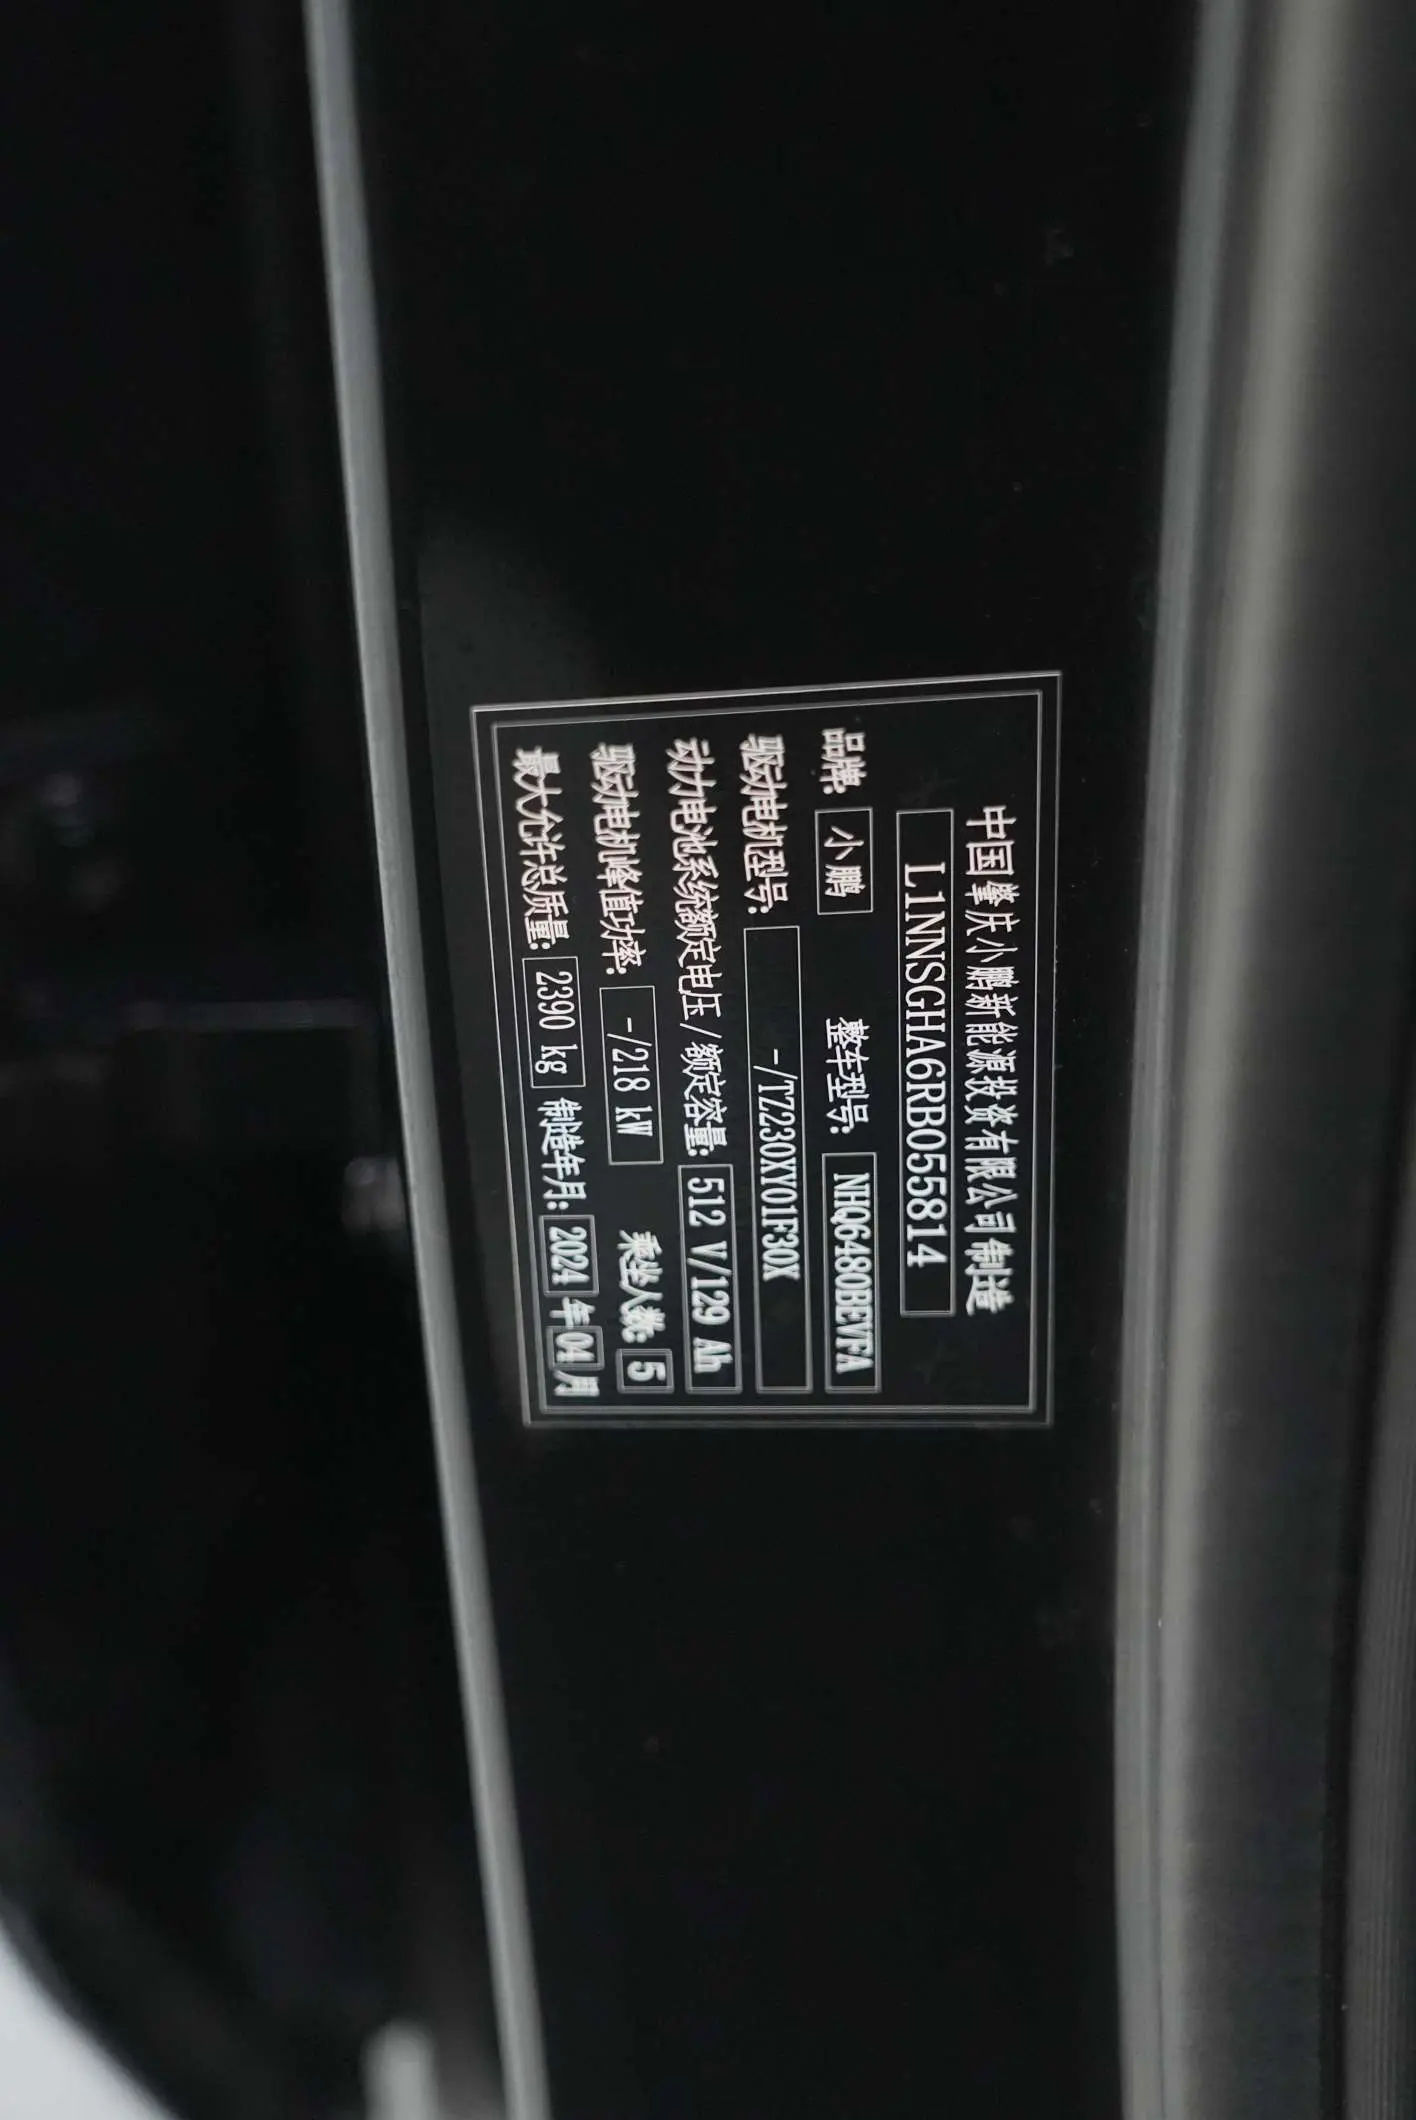 中国肇庆小鹏新能源投资有限公司制造
L1NNSGHA6RB055814
品牌: 小鹏 整车型号: NHQ6480BEVFA
驱动电机型号: -/TZ230XY01F30X
动力电池系统额定电压/额定容量: 512 V/129 Ah
驱动电机峰值功率: -/218 kW 乘坐人数: 5
最大允许总质量: 2390 kg 制造年月: 2024 年 04 月